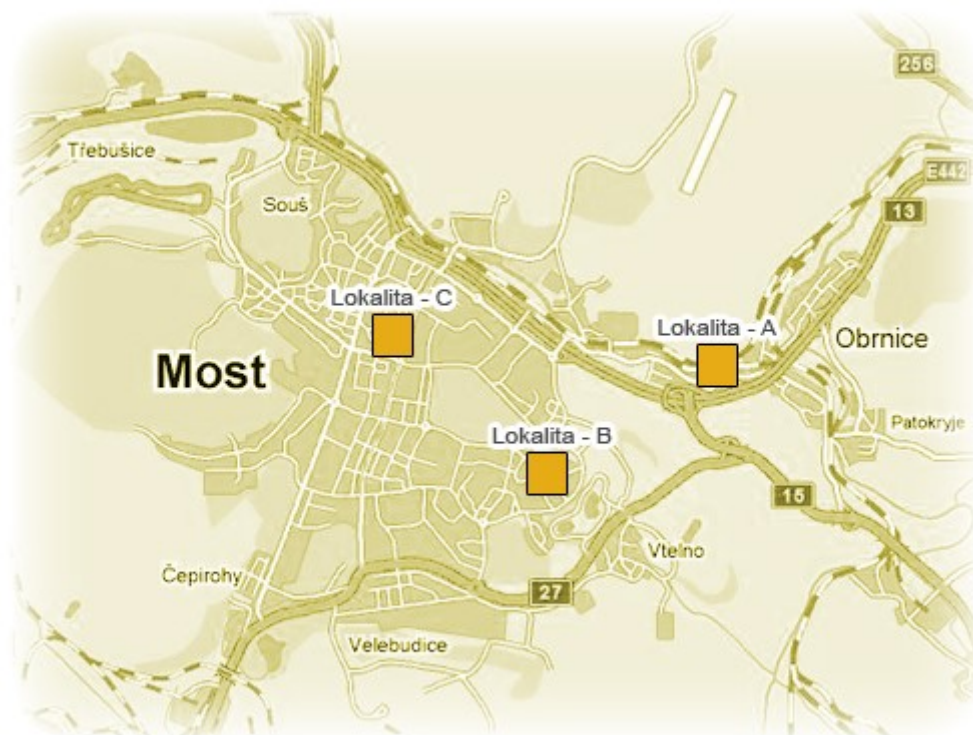 256
Třebušice
E442
Souš
13
Lokalita - C
Lokalita - A
Obrnice
Most
Patokryje
Lokalita - B
15
Vtelno
Čepirohy
27
Velebudice